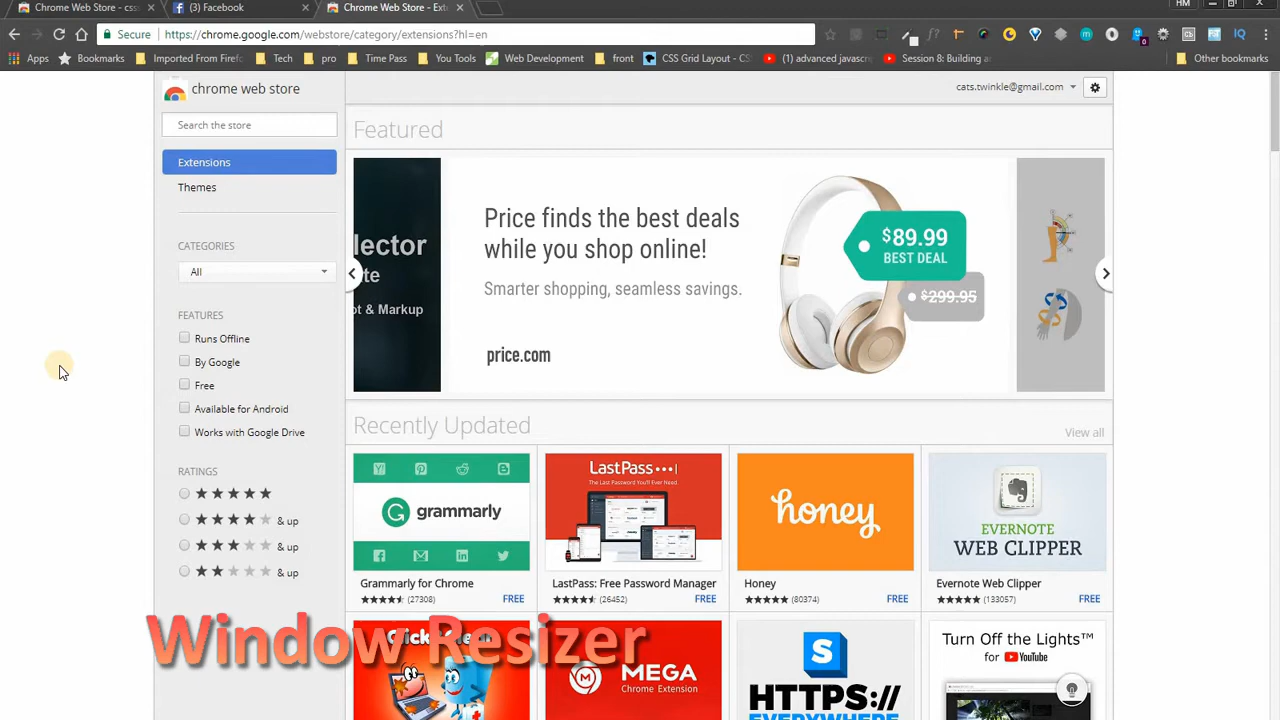 Chrome Web Store - css
(3) Facebook
Chrome Web Store - Exte
HM
Secure
https://chrome.google.com/webstore/category/extensions?hl=en
Apps
Bookmarks
Imported From Firefo
Tech
pro
Time Pass
You Tools
Web Development
front
CSS Grid Layout - CS
(1) advanced javascr
Session 8: Building a
Other bookmarks
chrome web store
cats.twinkle@gmail.com
Search the store
Extensions
Themes
CATEGORIES
All
FEATURES
Runs Offline
By Google
Free
Available for Android
Works with Google Drive
RATINGS
& up
& up
& up
Featured
lector
te
ot & Markup
Price finds the best deals
while you shop online!
Smarter shopping, seamless savings.
price.com
$89.99
BEST DEAL
$299.95
Recently Updated
View all
grammarly
Grammarly for Chrome
(27308)
FREE
LastPass
The Last Password You'll Ever Need.
LastPass: Free Password Manager
(26452)
FREE
honey
Honey
(80374)
FREE
EVERNOTE
WEB CLIPPER
Evernote Web Clipper
(133057)
FREE
Window Resizer
MEGA
Chrome Extension
S
HTTPS://
EVERYWHERE
Turn Off the Lights™
for YouTube